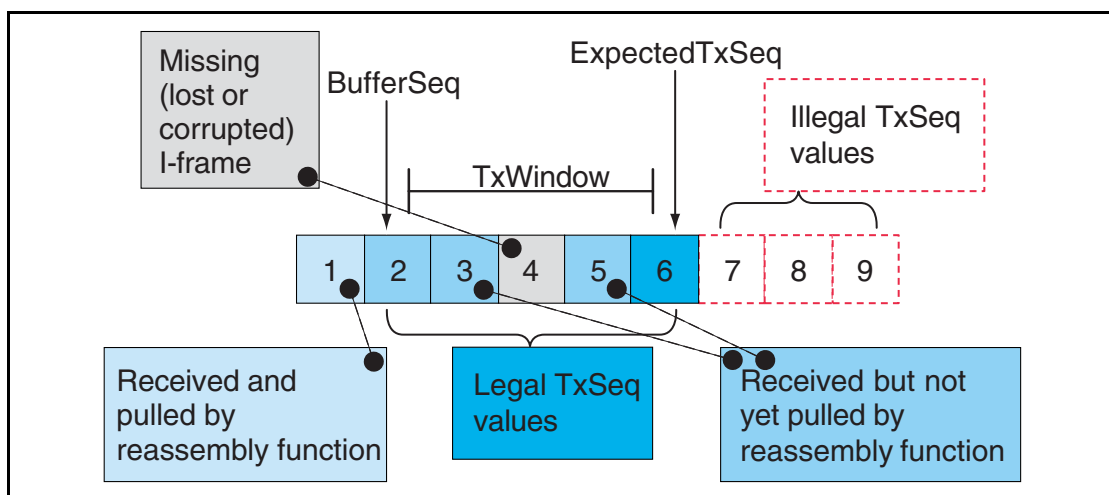 Missing
(lost or
corrupted)
I-frame
BufferSeq
ExpectedTxSeq
TxWindow
Illegal TxSeq
values
1 2 3 4 5 6 7 8 9
Received and
pulled by
reassembly function
Legal TxSeq
values
Received but not
yet pulled by
reassembly function